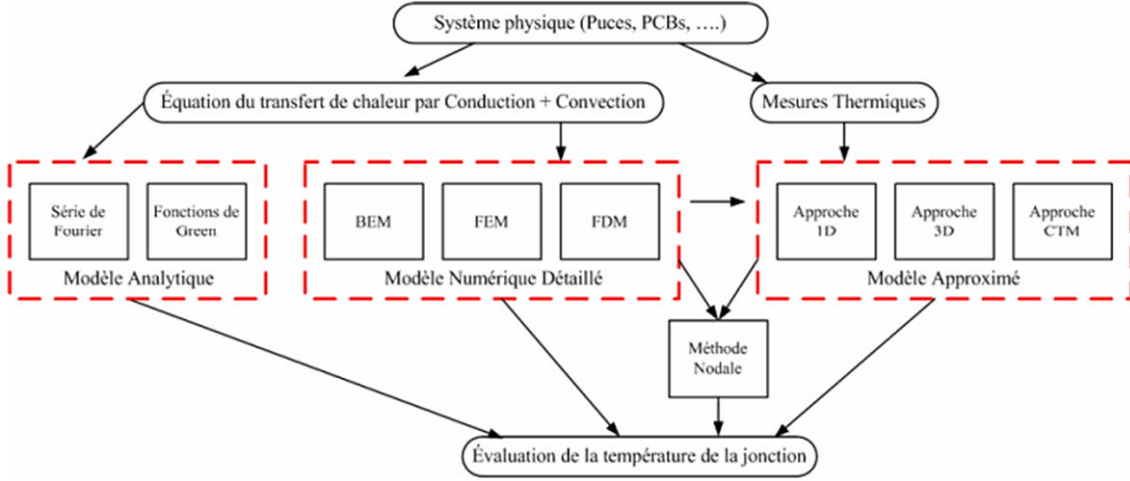 Système physique (Puces, PCBs, ….)
Équation du transfert de chaleur par Conduction + Convection
Mesures Thermiques
Série de
Fourier
Fonctions de
Green
Modèle Analytique
BEM
FEM
FDM
Modèle Numérique Détaillé
Approche
1D
Approche
3D
Approche
CTM
Modèle Approximé
Méthode
Nodale
Évaluation de la température de la jonction